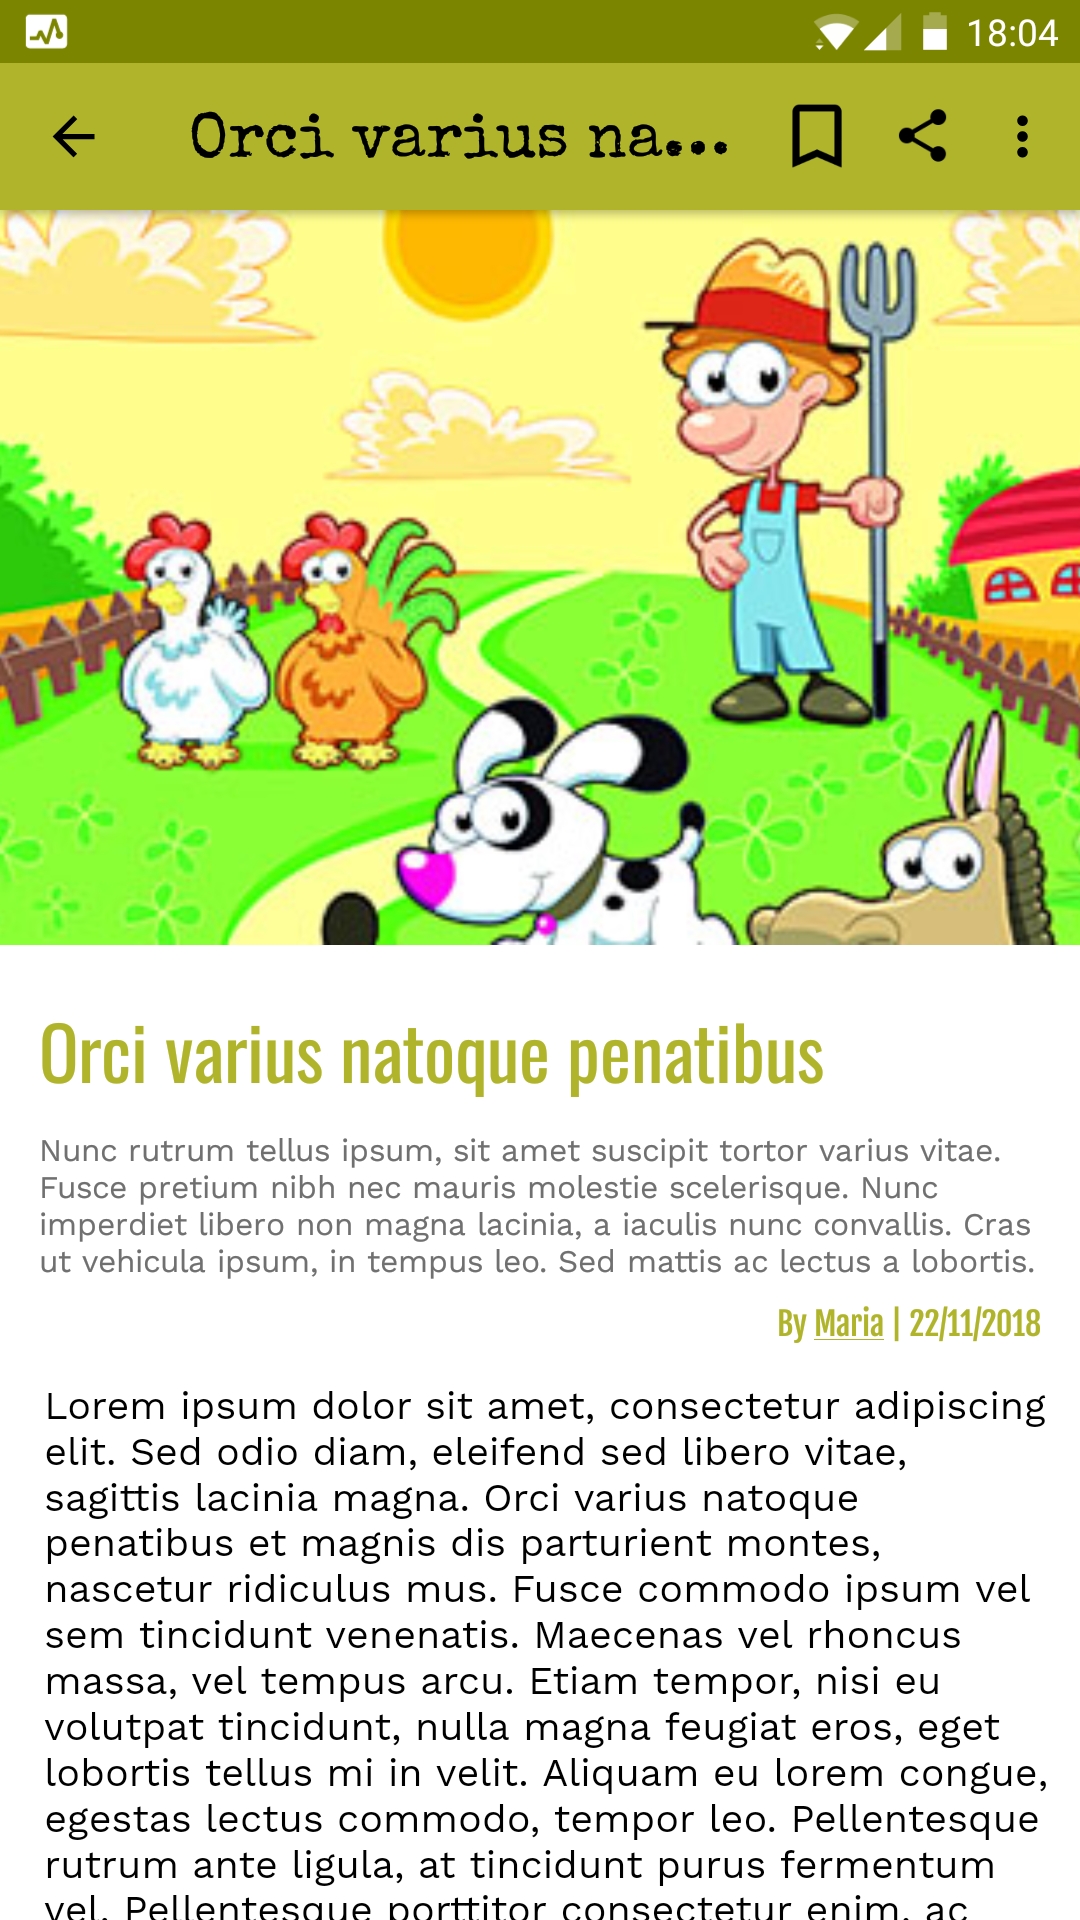 18:04
Orci varius na...
Orci varius natoque penatibus
Nunc rutrum tellus ipsum, sit amet suscipit tortor varius vitae.
Fusce pretium nibh nec mauris molestie scelerisque. Nunc
imperdiet libero non magna lacinia, a iaculis nunc convallis. Cras
ut vehicula ipsum, in tempus leo. Sed mattis ac lectus a lobortis.
By Maria | 22/11/2018
Lorem ipsum dolor sit amet, consectetur adipiscing
elit. Sed odio diam, eleifend sed libero vitae,
sagittis lacinia magna. Orci varius natoque
penatibus et magnis dis parturient montes,
nascetur ridiculus mus. Fusce commodo ipsum vel
sem tincidunt venenatis. Maecenas vel rhoncus
massa, vel tempus arcu. Etiam tempor, nisi eu
volutpat tincidunt, nulla magna feugiat eros, eget
lobortis tellus mi in velit. Aliquam eu lorem congue,
egestas lectus commodo, tempor leo. Pellentesque
rutrum ante ligula, at tincidunt purus fermentum
vel. Pellentesque porttitor consectetur enim, ac